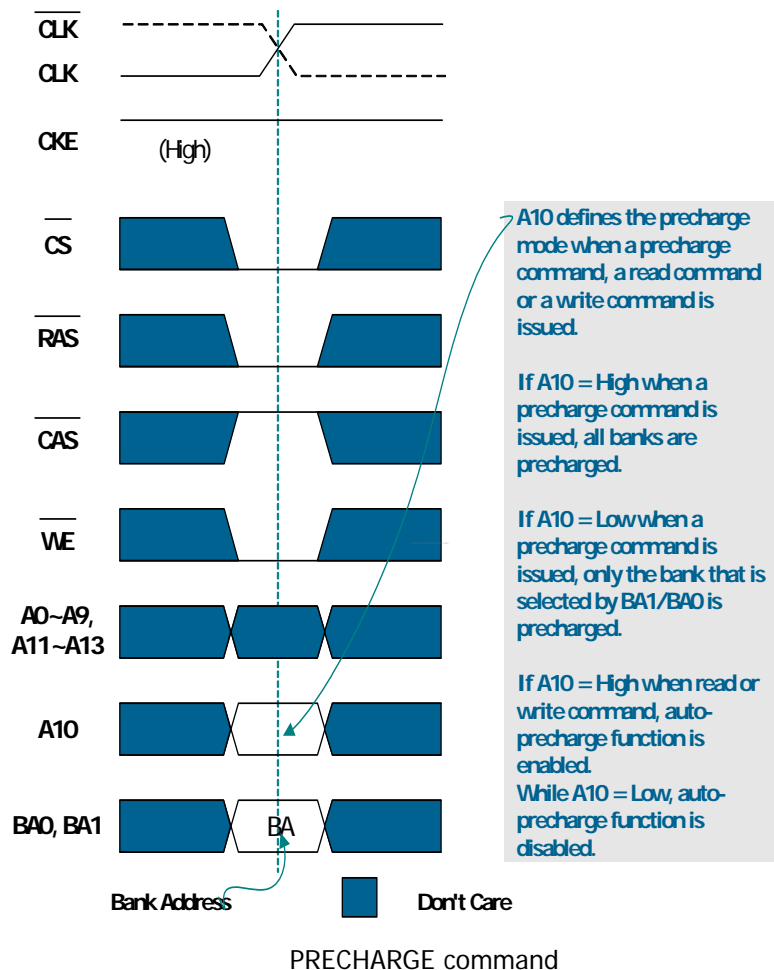 CLK
CLK
CKE
(High)
CS
RAS
CAS
WE
A0~A9,
A11~A13
A10
BA0, BA1
BA
Bank Address
Don't Care
A10 defines the precharge
mode when a precharge
command, a read command
or a write command is
issued.
If A10 = High when a
precharge command is
issued, all banks are
precharged.
If A10 = Low when a
precharge command is
issued, only the bank that is
selected by BA1/BA0 is
precharged.
If A10 = High when read or
write command, auto-
precharge function is
enabled.
While A10 = Low, auto-
precharge function is
disabled.
PRECHARGE command